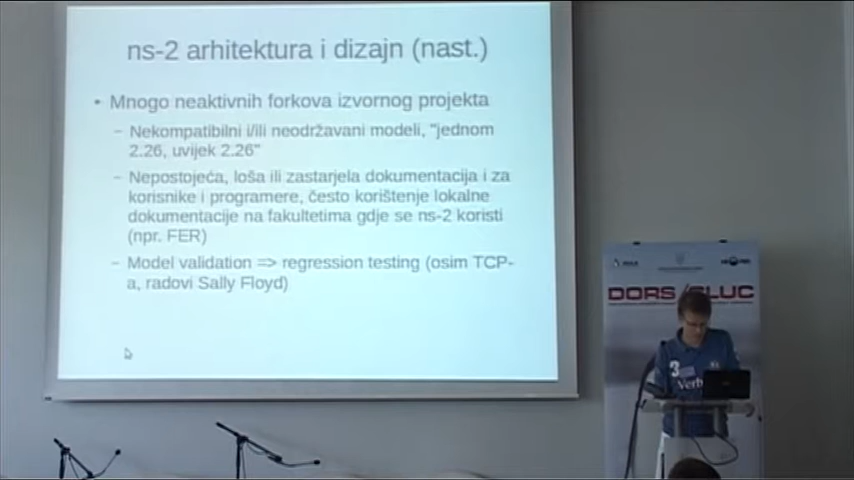 ns-2 arhitektura i dizajn (nast.)
• Mnogo neaktivnih forkova izvornog projekta
– Nekompatibilni i/ili neodržavani modeli, "jednom
2.26, uvijek 2.26"
– Nepostojeća, loša ili zastarjela dokumentacija i za
korisnike i programere, često korištenje lokalne
dokumentacije na fakultetima gdje se ns-2 koristi
(npr. FER)
– Model validation => regression testing (osim TCP-
a, radovi Sally Floyd)
DORS/CLUC
3